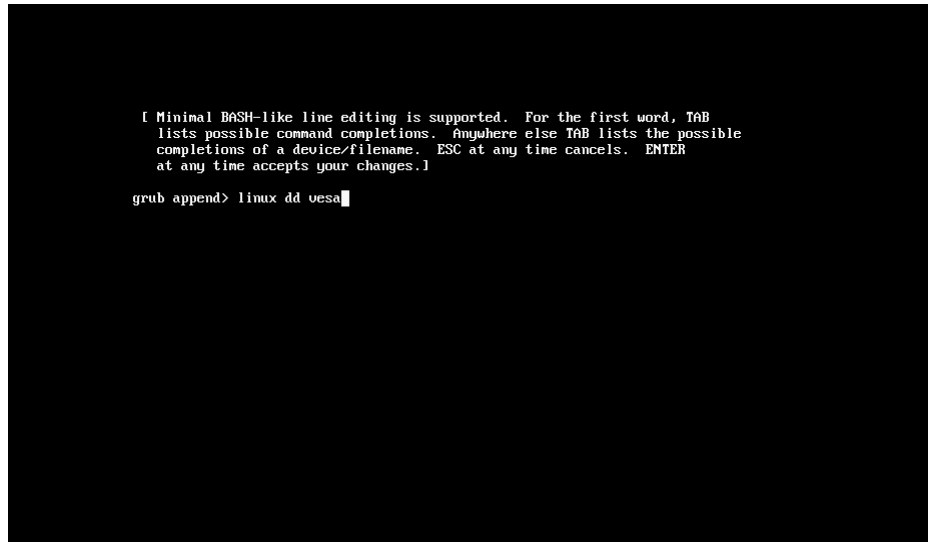 [ Minimal BASH-like line editing is supported.  For the first word, TAB
lists possible command completions.  Anywhere else TAB lists the possible
completions of a device/filename.  ESC at any time cancels.  ENTER
at any time accepts your changes.]
grub append> linux dd vesa